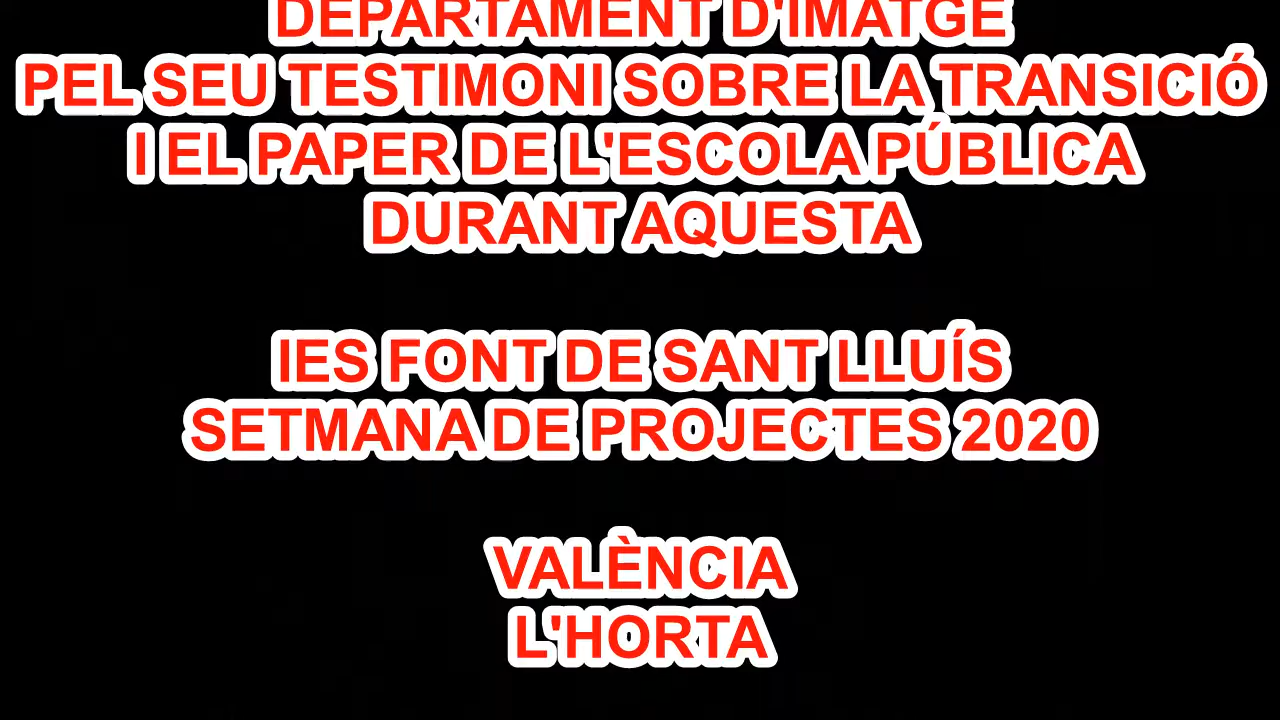 DEPARTAMENT D'IMATGE
PEL SEU TESTIMONI SOBRE LA TRANSICIÓ
I EL PAPER DE L'ESCOLA PÚBLICA
DURANT AQUESTA
IES FONT DE SANT LLUÍS
SETMANA DE PROJECTES 2020
VALÈNCIA
L'HORTA